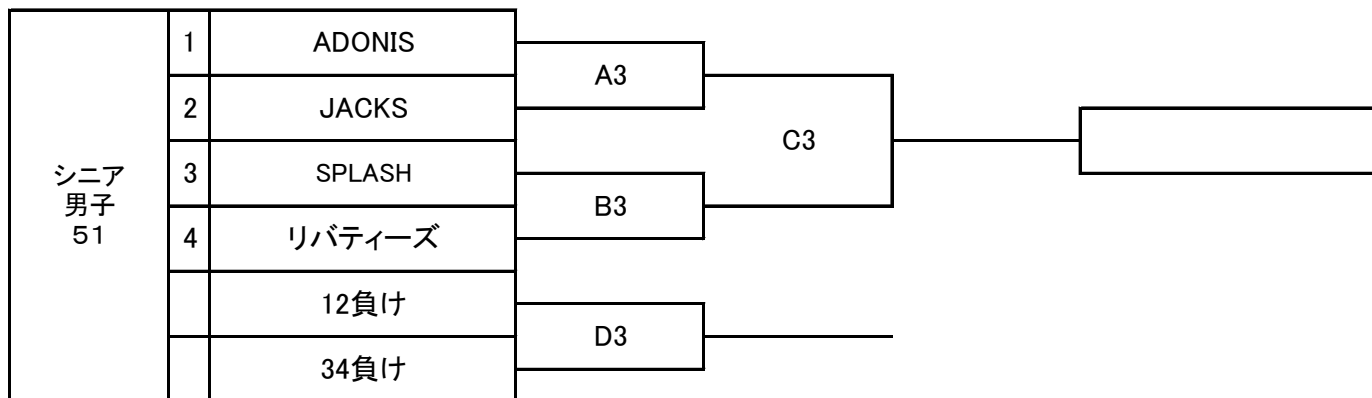 シニア
男子
５１
1
ADONIS
2
JACKS
3
SPLASH
4
リバティーズ
12負け
34負け
A3
B3
C3
D3